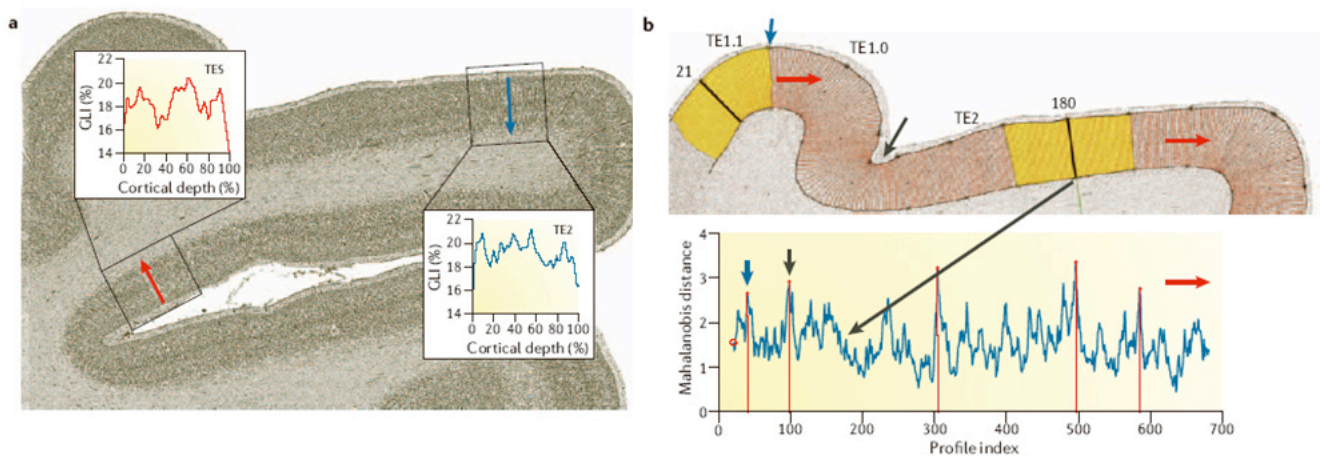 a
22
TE5
20
GLI (%)
18
16
14
0 20 40 60 80 100
Cortical depth (%)
22
TE2
20
GLI (%)
18
16
14
0 20 40 60 80 100
Cortical depth (%)
b
TE1.1
TE1.0
21
TE2
180
4
3
2
1
0
Mahalanobis distance
0 100 200 300 400 500 600 700
Profile index